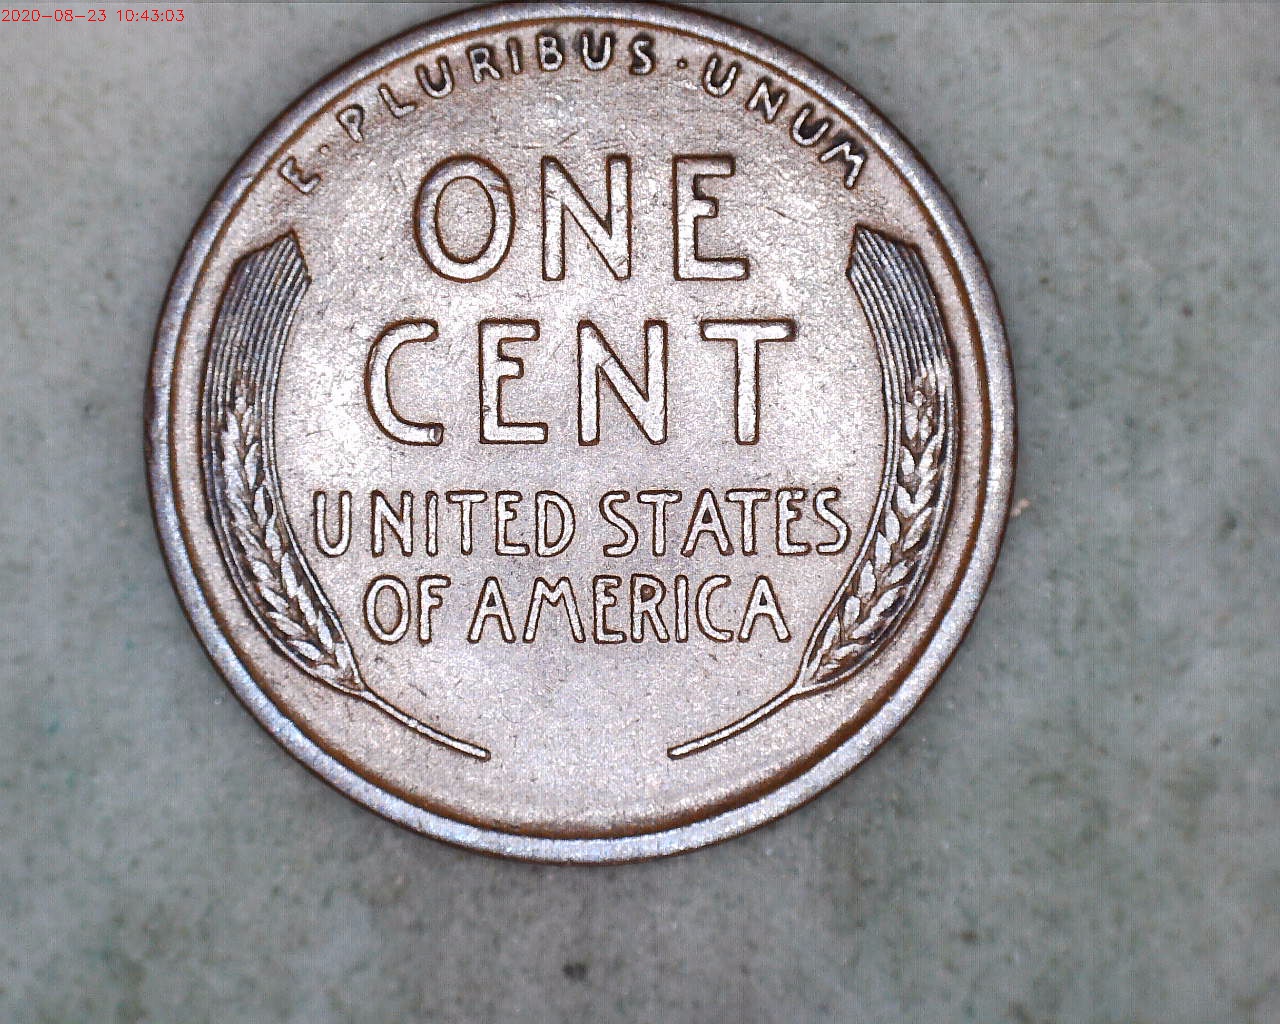 2020-08-23 10:43:03
E·PLURIBUS·UNUM
ONE
CENT
UNITED STATES
OF AMERICA